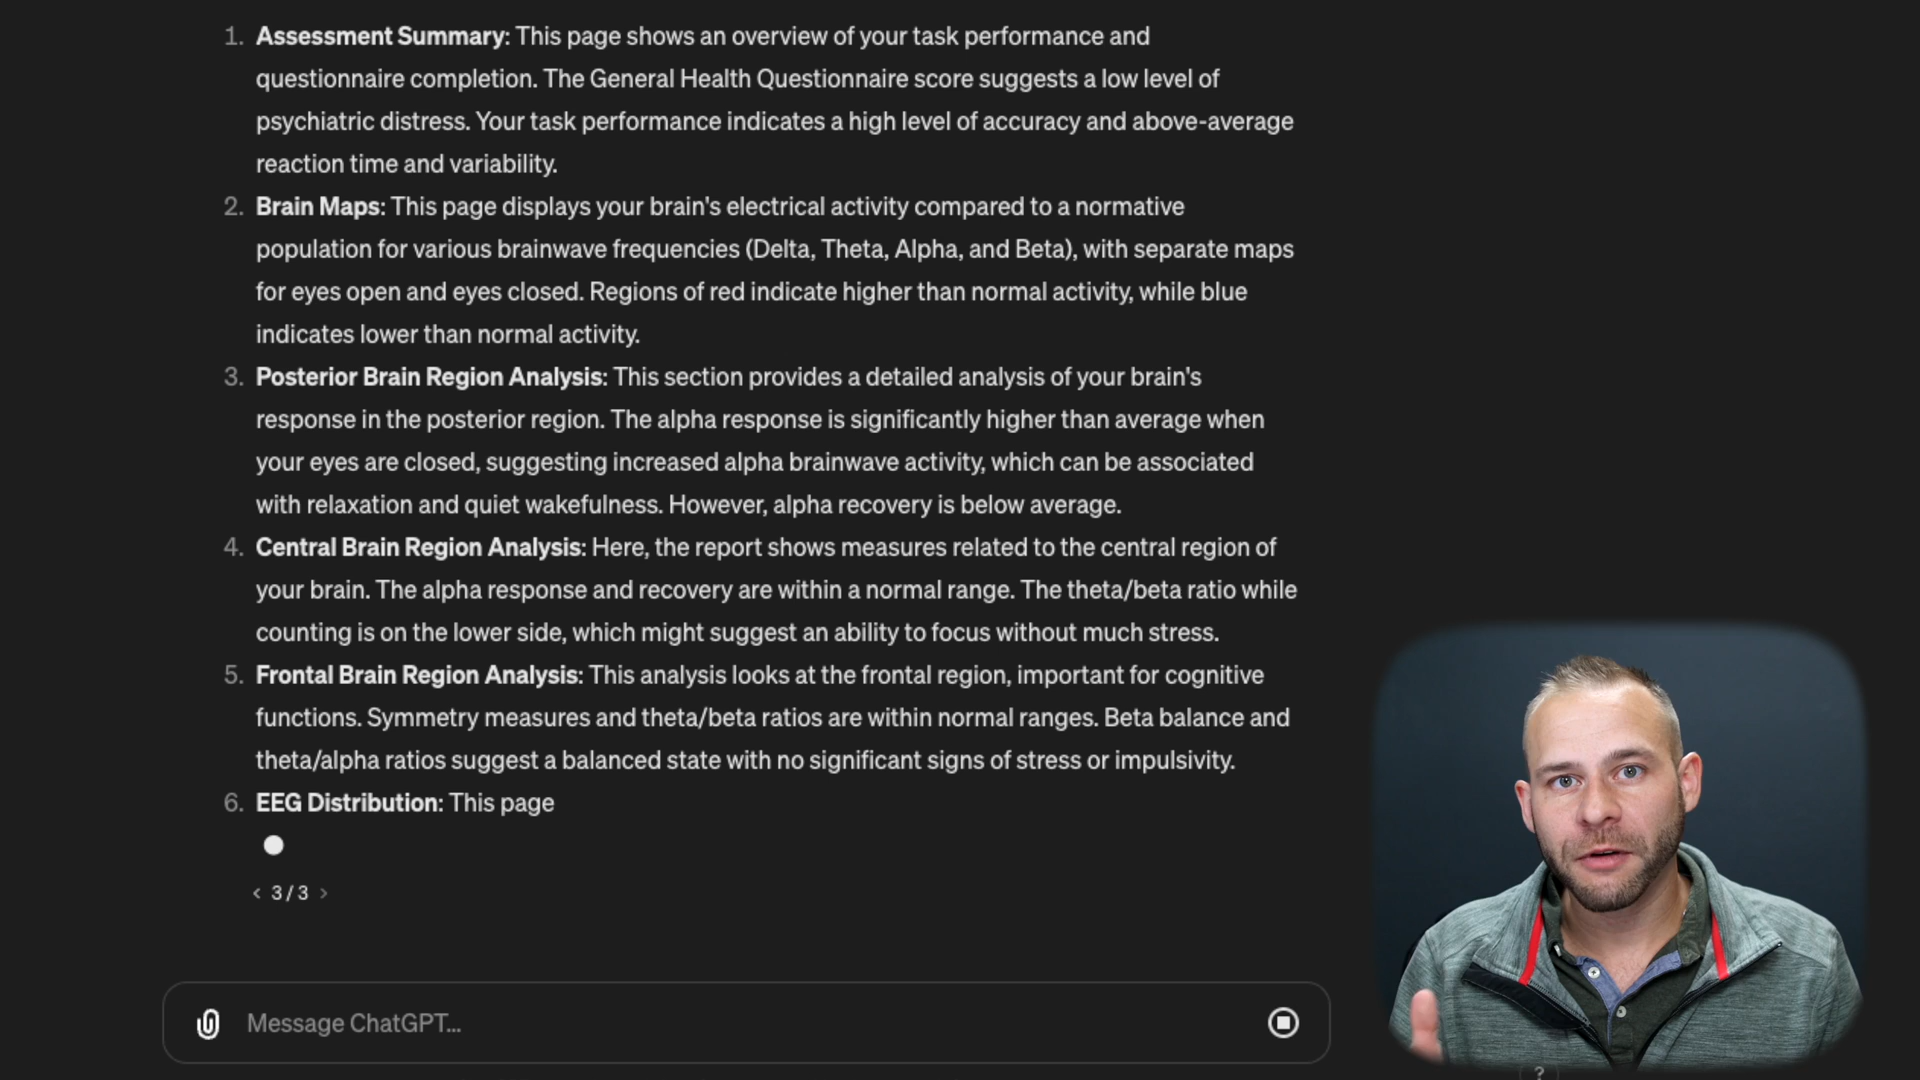 1. Assessment Summary: This page shows an overview of your task performance and
questionnaire completion. The General Health Questionnaire score suggests a low level of
psychiatric distress. Your task performance indicates a high level of accuracy and above-average
reaction time and variability.
2. Brain Maps: This page displays your brain's electrical activity compared to a normative
population for various brainwave frequencies (Delta, Theta, Alpha, and Beta), with separate maps
for eyes open and eyes closed. Regions of red indicate higher than normal activity, while blue
indicates lower than normal activity.
3. Posterior Brain Region Analysis: This section provides a detailed analysis of your brain's
response in the posterior region. The alpha response is significantly higher than average when
your eyes are closed, suggesting increased alpha brainwave activity, which can be associated
with relaxation and quiet wakefulness. However, alpha recovery is below average.
4. Central Brain Region Analysis: Here, the report shows measures related to the central region of
your brain. The alpha response and recovery are within a normal range. The theta/beta ratio while
counting is on the lower side, which might suggest an ability to focus without much stress.
5. Frontal Brain Region Analysis: This analysis looks at the frontal region, important for cognitive
functions. Symmetry measures and theta/beta ratios are within normal ranges. Beta balance and
theta/alpha ratios suggest a balanced state with no significant signs of stress or impulsivity.
6. EEG Distribution: This page
< 3 / 3 >
Message ChatGPT...
?